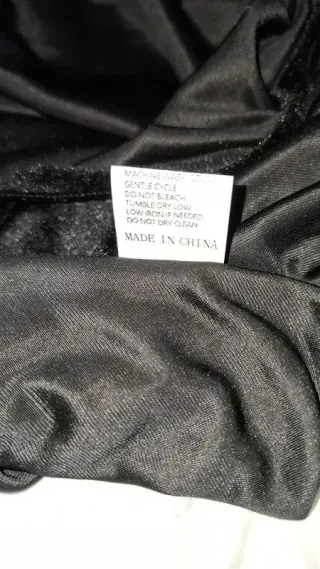 MACHINE WASH COLD
GENTLE CYCLE
DO NOT BLEACH
TUMBLE DRY LOW
LOW IRON IF NEEDED
DO NOT DRY CLEAN
MADE IN CHINA